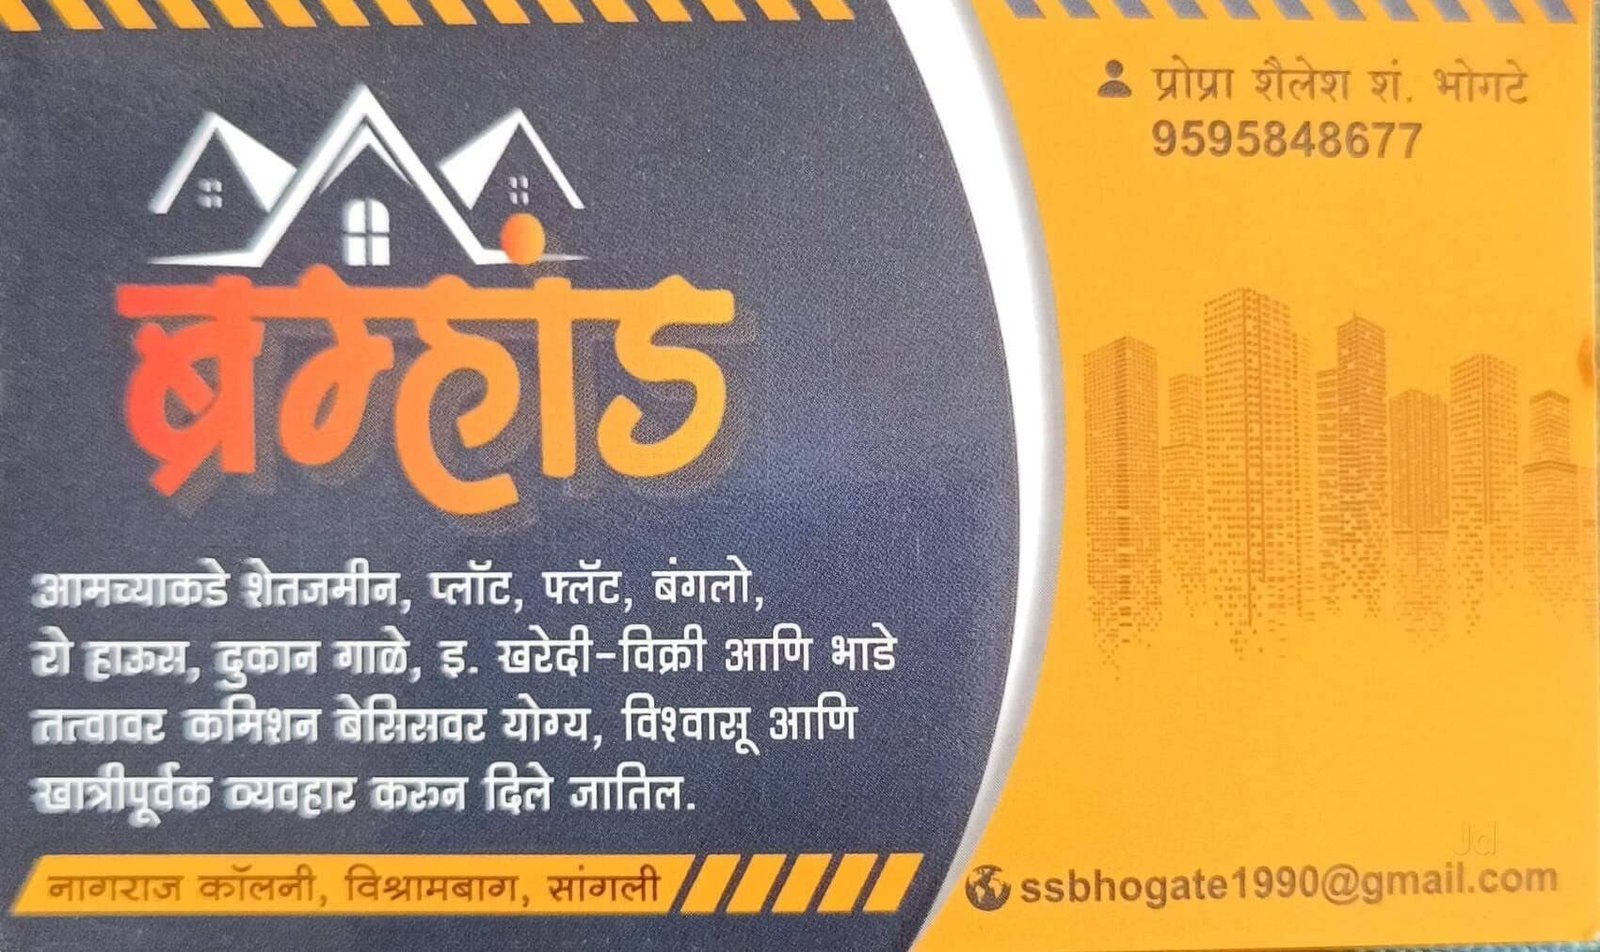 ब्रम्हांड
आमच्याकडे शेतजमीन, प्लॉट, फ्लॅट, बंगलो,
रो हाऊस, दुकान गाळे, इ. खरेदी-विक्री आणि भाडे
तत्वावर कमिशन बेसिसवर योग्य, विश्वासू आणि
खात्रीपूर्वक व्यवहार करुन दिले जातिल.
नागराज कॉलनी, विश्रामबाग, सांगली
प्रोप्रा शैलेश शं. भोगटे
9595848677
Jd
ssbhogate1990@gmail.com